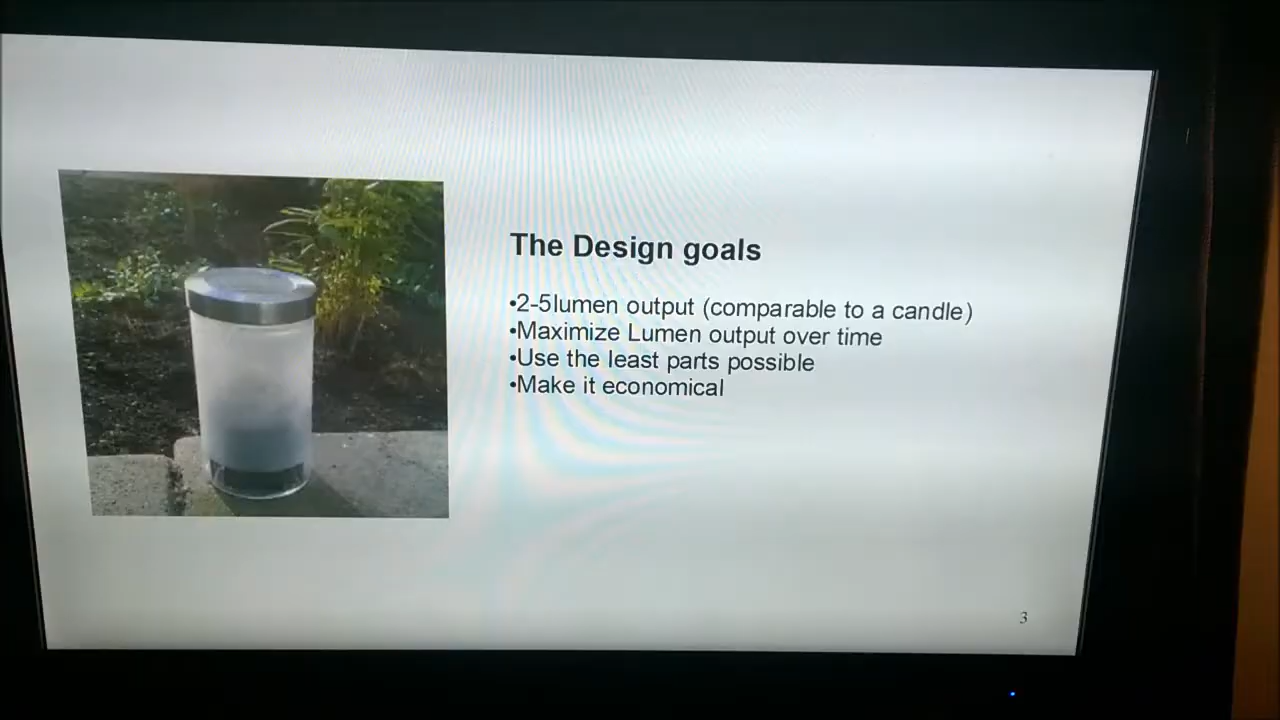 The Design goals
•2-5lumen output (comparable to a candle)
•Maximize Lumen output over time
•Use the least parts possible
•Make it economical
3